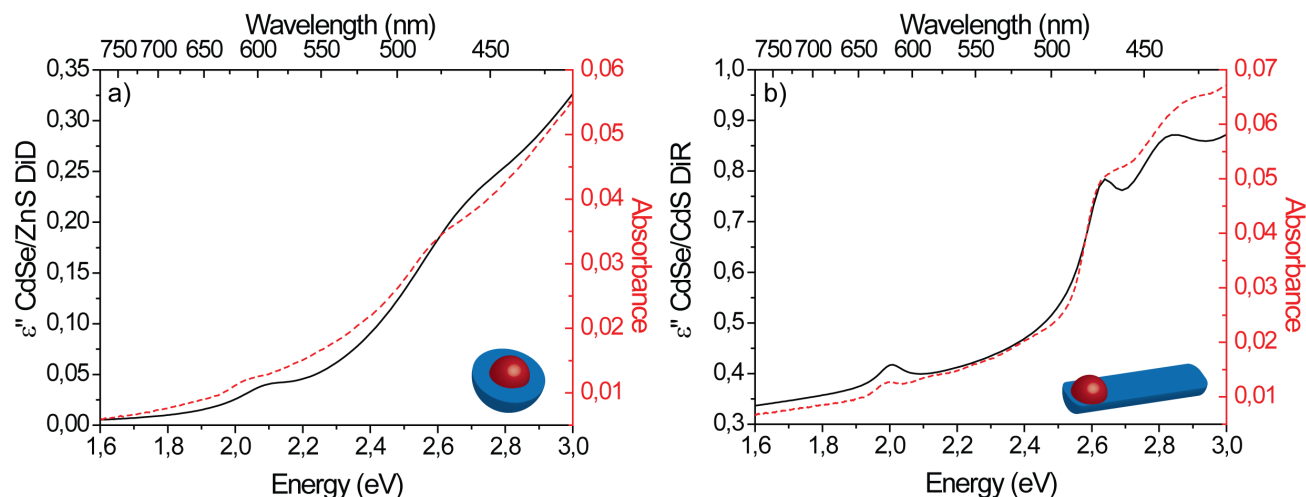 Wavelength (nm)
750 700 650 600 550 500 450
a)
0,35
0,30
0,25
0,20
0,15
0,10
0,05
0,00
ε" CdSe/ZnS DiD
0,06
0,05
0,04
0,03
0,02
0,01
Absorbance
1,6 1,8 2,0 2,2 2,4 2,6 2,8 3,0
Energy (eV)
Wavelength (nm)
750 700 650 600 550 500 450
b)
1,0
0,9
0,8
0,7
0,6
0,5
0,4
0,3
ε" CdSe/CdS DiR
0,07
0,06
0,05
0,04
0,03
0,02
0,01
Absorbance
1,6 1,8 2,0 2,2 2,4 2,6 2,8 3,0
Energy (eV)